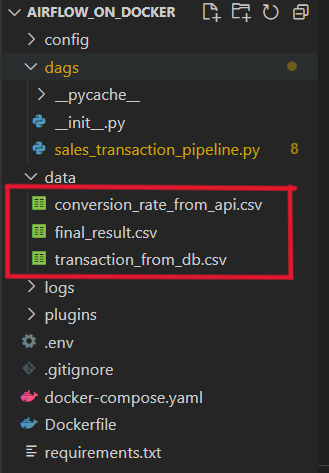 AIRFLOW_ON_DOCKER
config
dags
__pycache__
__init__.py
sales_transaction_pipeline.py 8
data
conversion_rate_from_api.csv
final_result.csv
transaction_from_db.csv
logs
plugins
.env
.gitignore
docker-compose.yaml
Dockerfile
requirements.txt